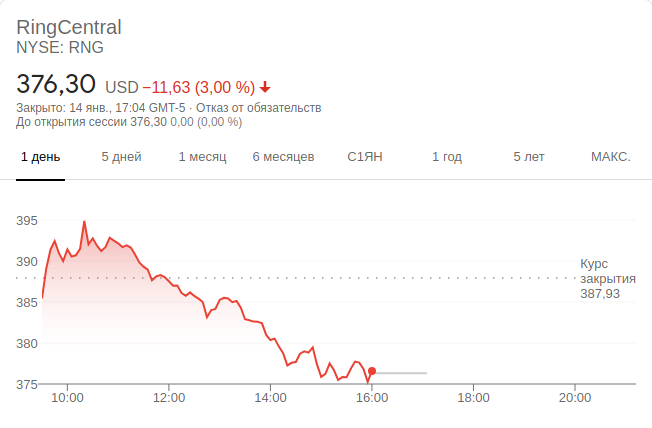 RingCentral
NYSE: RNG
376,30 USD −11,63 (3,00 %)
Закрыто: 14 янв., 17:04 GMT-5 · Отказ от обязательств
До открытия сессии 376,30 0,00 (0,00 %)
1 день 5 дней 1 месяц 6 месяцев С1ЯН 1 год 5 лет МАКС.
395
390
Курс
закрытия
387,93
385
380
375
10:00 12:00 14:00 16:00 18:00 20:00